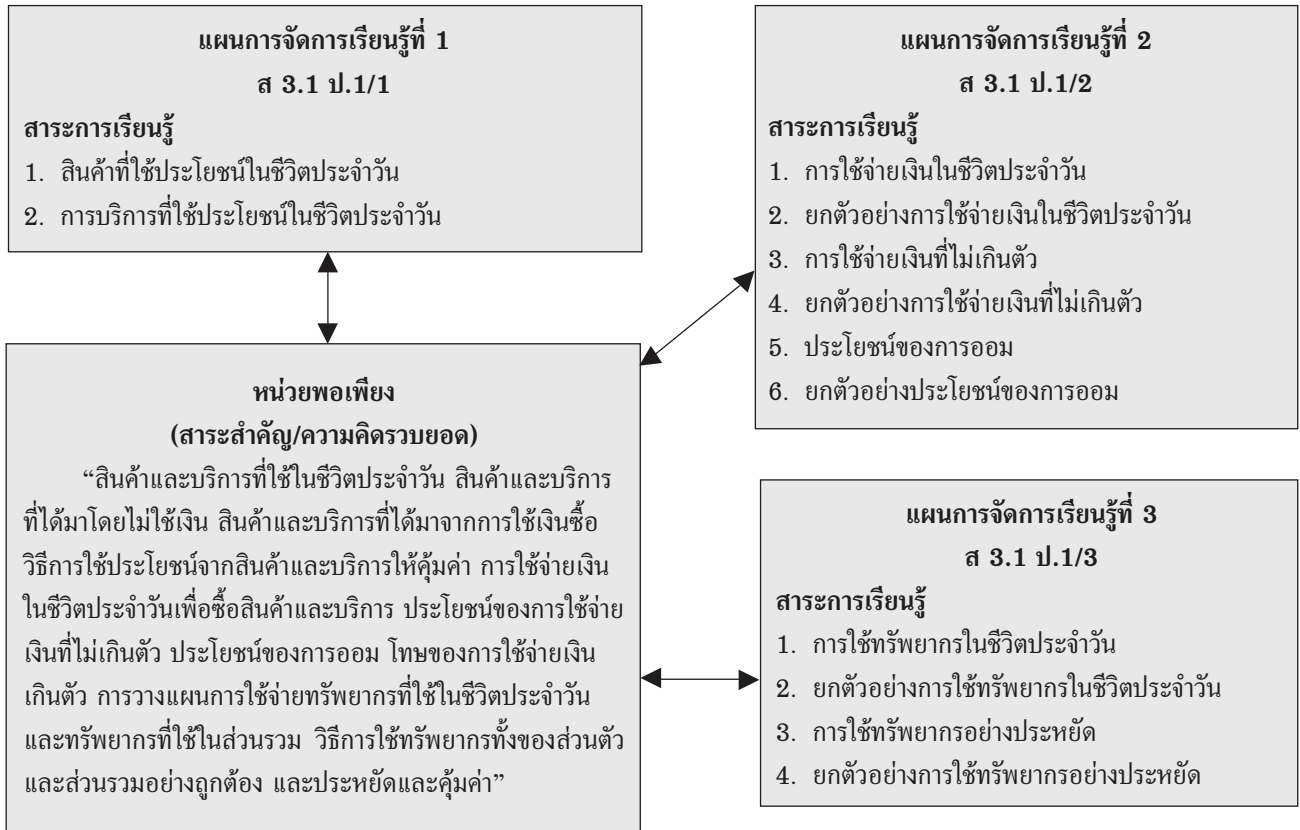 แผนการจัดการเรียนรู้ที่ 1
ส 3.1 ป.1/1
สาระการเรียนรู้
1. สินค้าที่ใช้ประโยชน์ในชีวิตประจำวัน
2. การบริการที่ใช้ประโยชน์ในชีวิตประจำวัน
แผนการจัดการเรียนรู้ที่ 2
ส 3.1 ป.1/2
สาระการเรียนรู้
1. การใช้จ่ายเงินในชีวิตประจำวัน
2. ยกตัวอย่างการใช้จ่ายเงินในชีวิตประจำวัน
3. การใช้จ่ายเงินที่ไม่เกินตัว
4. ยกตัวอย่างการใช้จ่ายเงินที่ไม่เกินตัว
5. ประโยชน์ของการออม
6. ยกตัวอย่างประโยชน์ของการออม
หน่วยพอเพียง
(สาระสำคัญ/ความคิดรวบยอด)
“สินค้าและบริการที่ใช้ในชีวิตประจำวัน สินค้าและบริการ
ที่ได้มาโดยไม่ใช้เงิน สินค้าและบริการที่ได้มาจากการใช้เงินซื้อ
วิธีการใช้ประโยชน์จากสินค้าและบริการให้คุ้มค่า การใช้จ่ายเงิน
ในชีวิตประจำวันเพื่อซื้อสินค้าและบริการ ประโยชน์ของการใช้จ่าย
เงินที่ไม่เกินตัว ประโยชน์ของการออม โทษของการใช้จ่ายเงิน
เกินตัว การวางแผนการใช้จ่ายทรัพยากรที่ใช้ในชีวิตประจำวัน
และทรัพยากรที่ใช้ในส่วนรวม วิธีการใช้ทรัพยากรทั้งของส่วนตัว
และส่วนรวมอย่างถูกต้อง และประหยัดและคุ้มค่า”
แผนการจัดการเรียนรู้ที่ 3
ส 3.1 ป.1/3
สาระการเรียนรู้
1. การใช้ทรัพยากรในชีวิตประจำวัน
2. ยกตัวอย่างการใช้ทรัพยากรในชีวิตประจำวัน
3. การใช้ทรัพยากรอย่างประหยัด
4. ยกตัวอย่างการใช้ทรัพยากรอย่างประหยัด